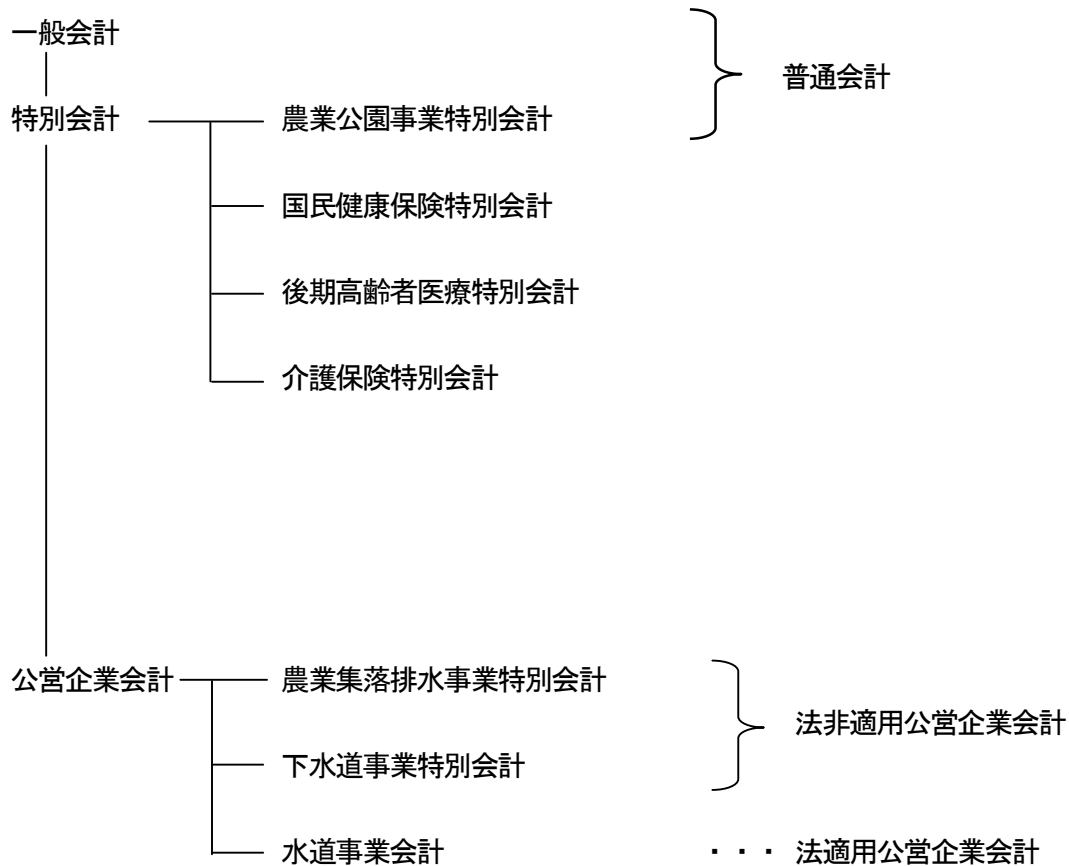 一般会計
普通会計
特別会計 農業公園事業特別会計
国民健康保険特別会計
後期高齢者医療特別会計
介護保険特別会計
公営企業会計 農業集落排水事業特別会計
法非適用公営企業会計
下水道事業特別会計
水道事業会計 ・・・ 法適用公営企業会計